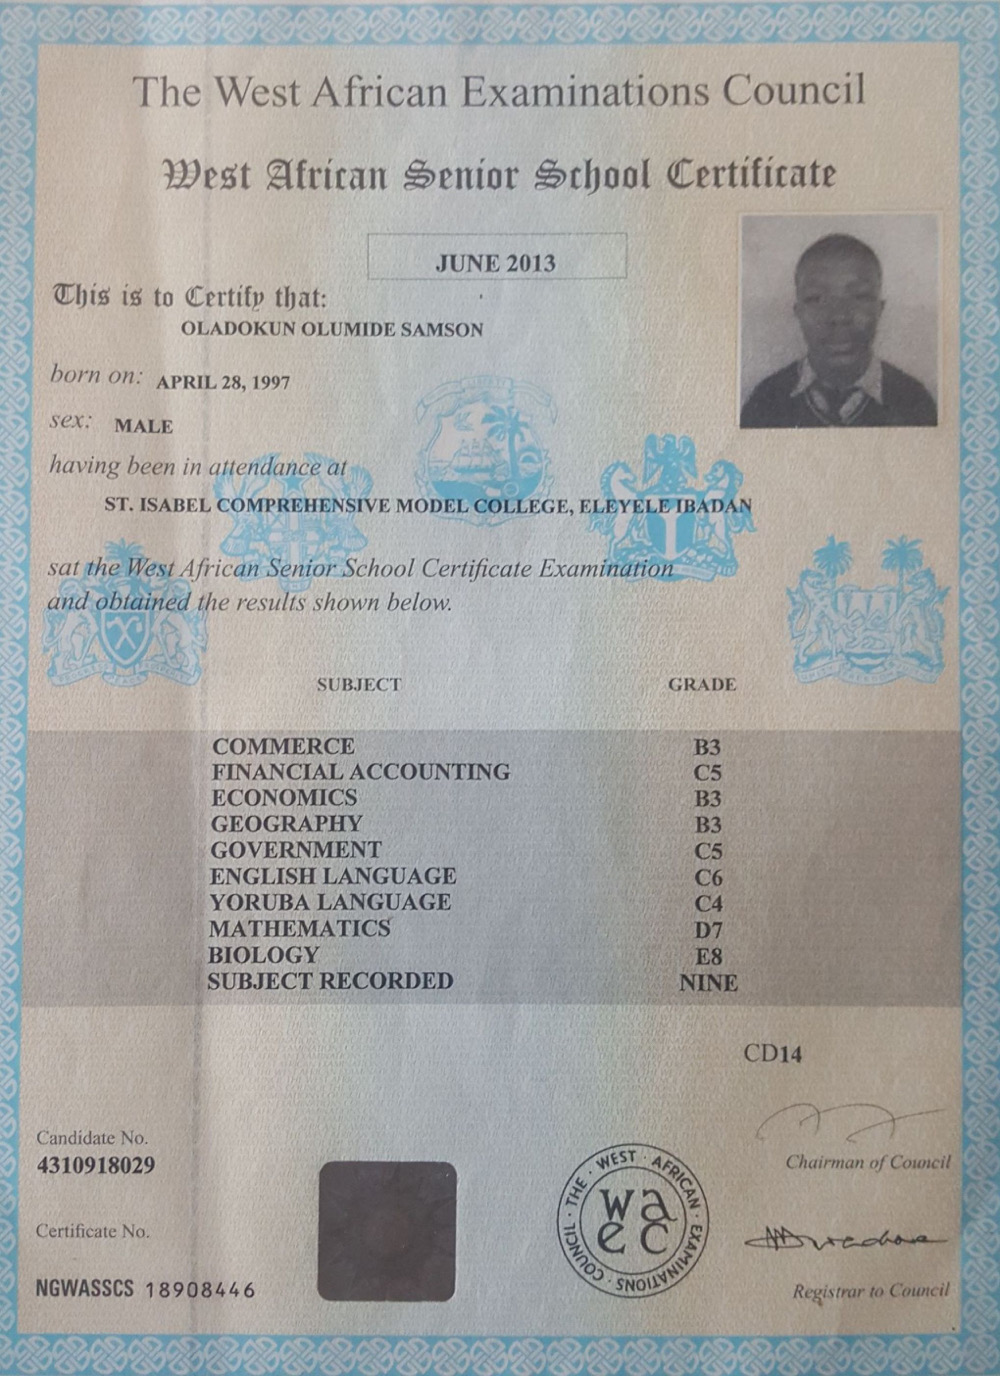 The West African Examinations Council
West African Senior School Certificate
JUNE 2013
This is to Certify that:
OLADOKUN OLUMIDE SAMSON
born on: APRIL 28, 1997
sex: MALE
having been in attendance at
ST. ISABEL COMPREHENSIVE MODEL COLLEGE, ELEYELE IBADAN
sat the West African Senior School Certificate Examination
and obtained the results shown below.
SUBJECT GRADE
COMMERCE B3
FINANCIAL ACCOUNTING C5
ECONOMICS B3
GEOGRAPHY B3
GOVERNMENT C5
ENGLISH LANGUAGE C6
YORUBA LANGUAGE C4
MATHEMATICS D7
BIOLOGY E8
SUBJECT RECORDED NINE
CD14
Candidate No.
4310918029
Chairman of Council
Certificate No.
NGWASSCS 18908446
THE · WEST · AFRICAN · EXAMINATIONS · COUNCIL
wa
ec
Registrar to Council